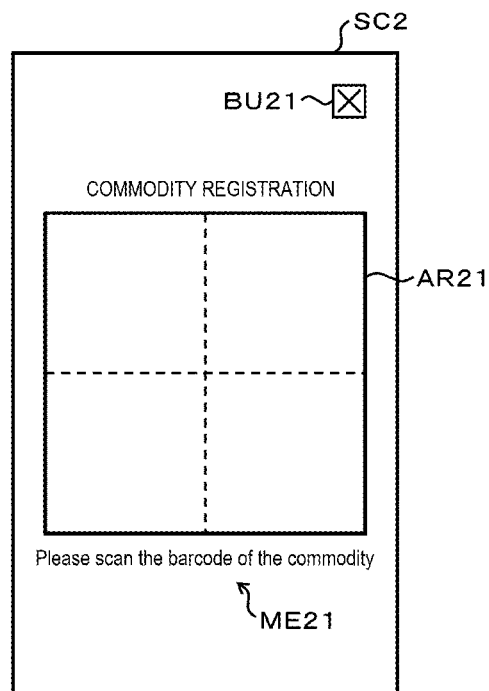 SC2
BU21
COMMODITY REGISTRATION
AR21
Please scan the barcode of the commodity
ME21